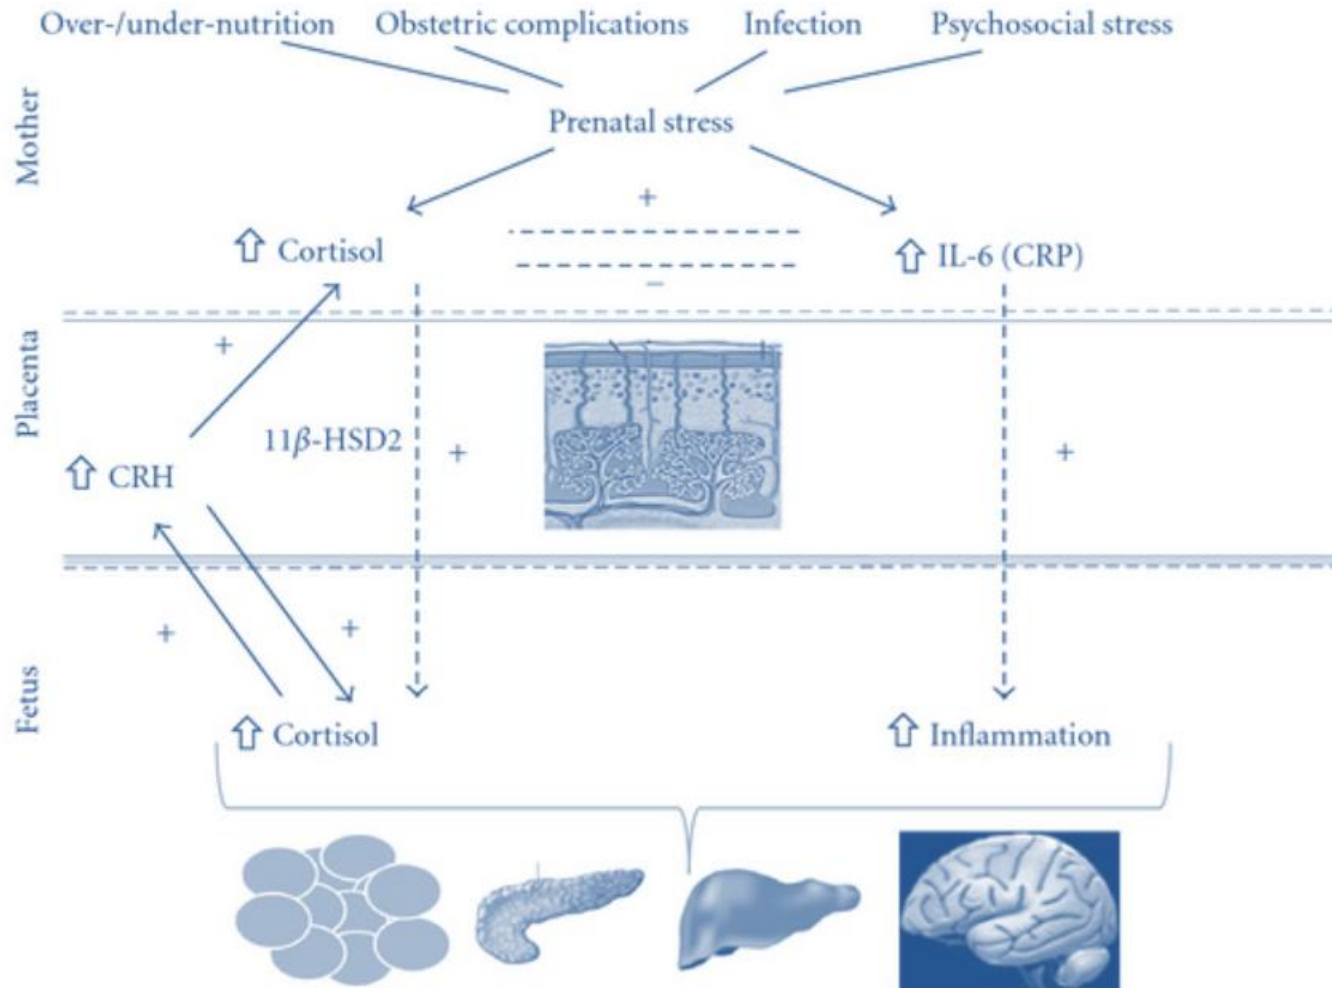 Over-/under-nutrition Obstetric complications Infection Psychosocial stress
Mother
Prenatal stress
+
Cortisol
IL-6 (CRP)
−
Placenta
+
11β-HSD2
+
+
CRH
Fetus
+
+
Cortisol
Inflammation